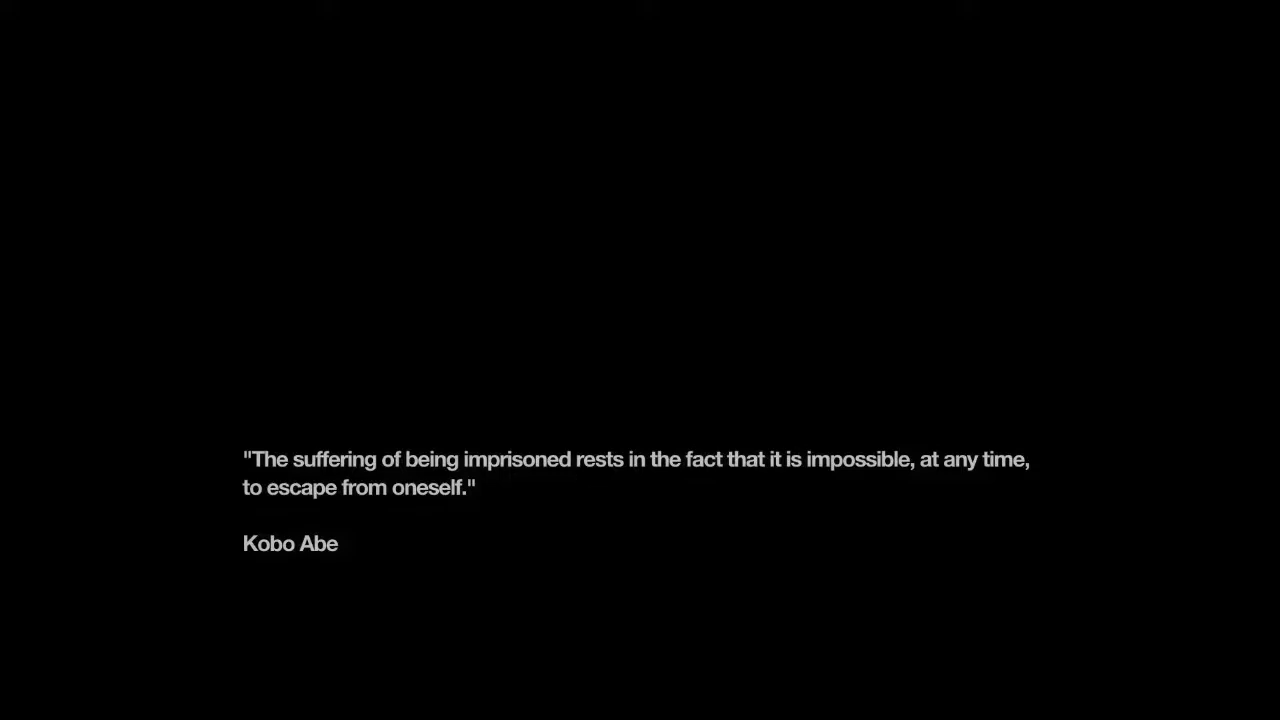 "The suffering of being imprisoned rests in the fact that it is impossible, at any time,
to escape from oneself."
Kobo Abe